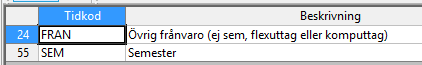 Tidkod Beskrivning
24 FRAN Övrig frånvaro (ej sem, flexuttag eller komputtag)
55 SEM Semester